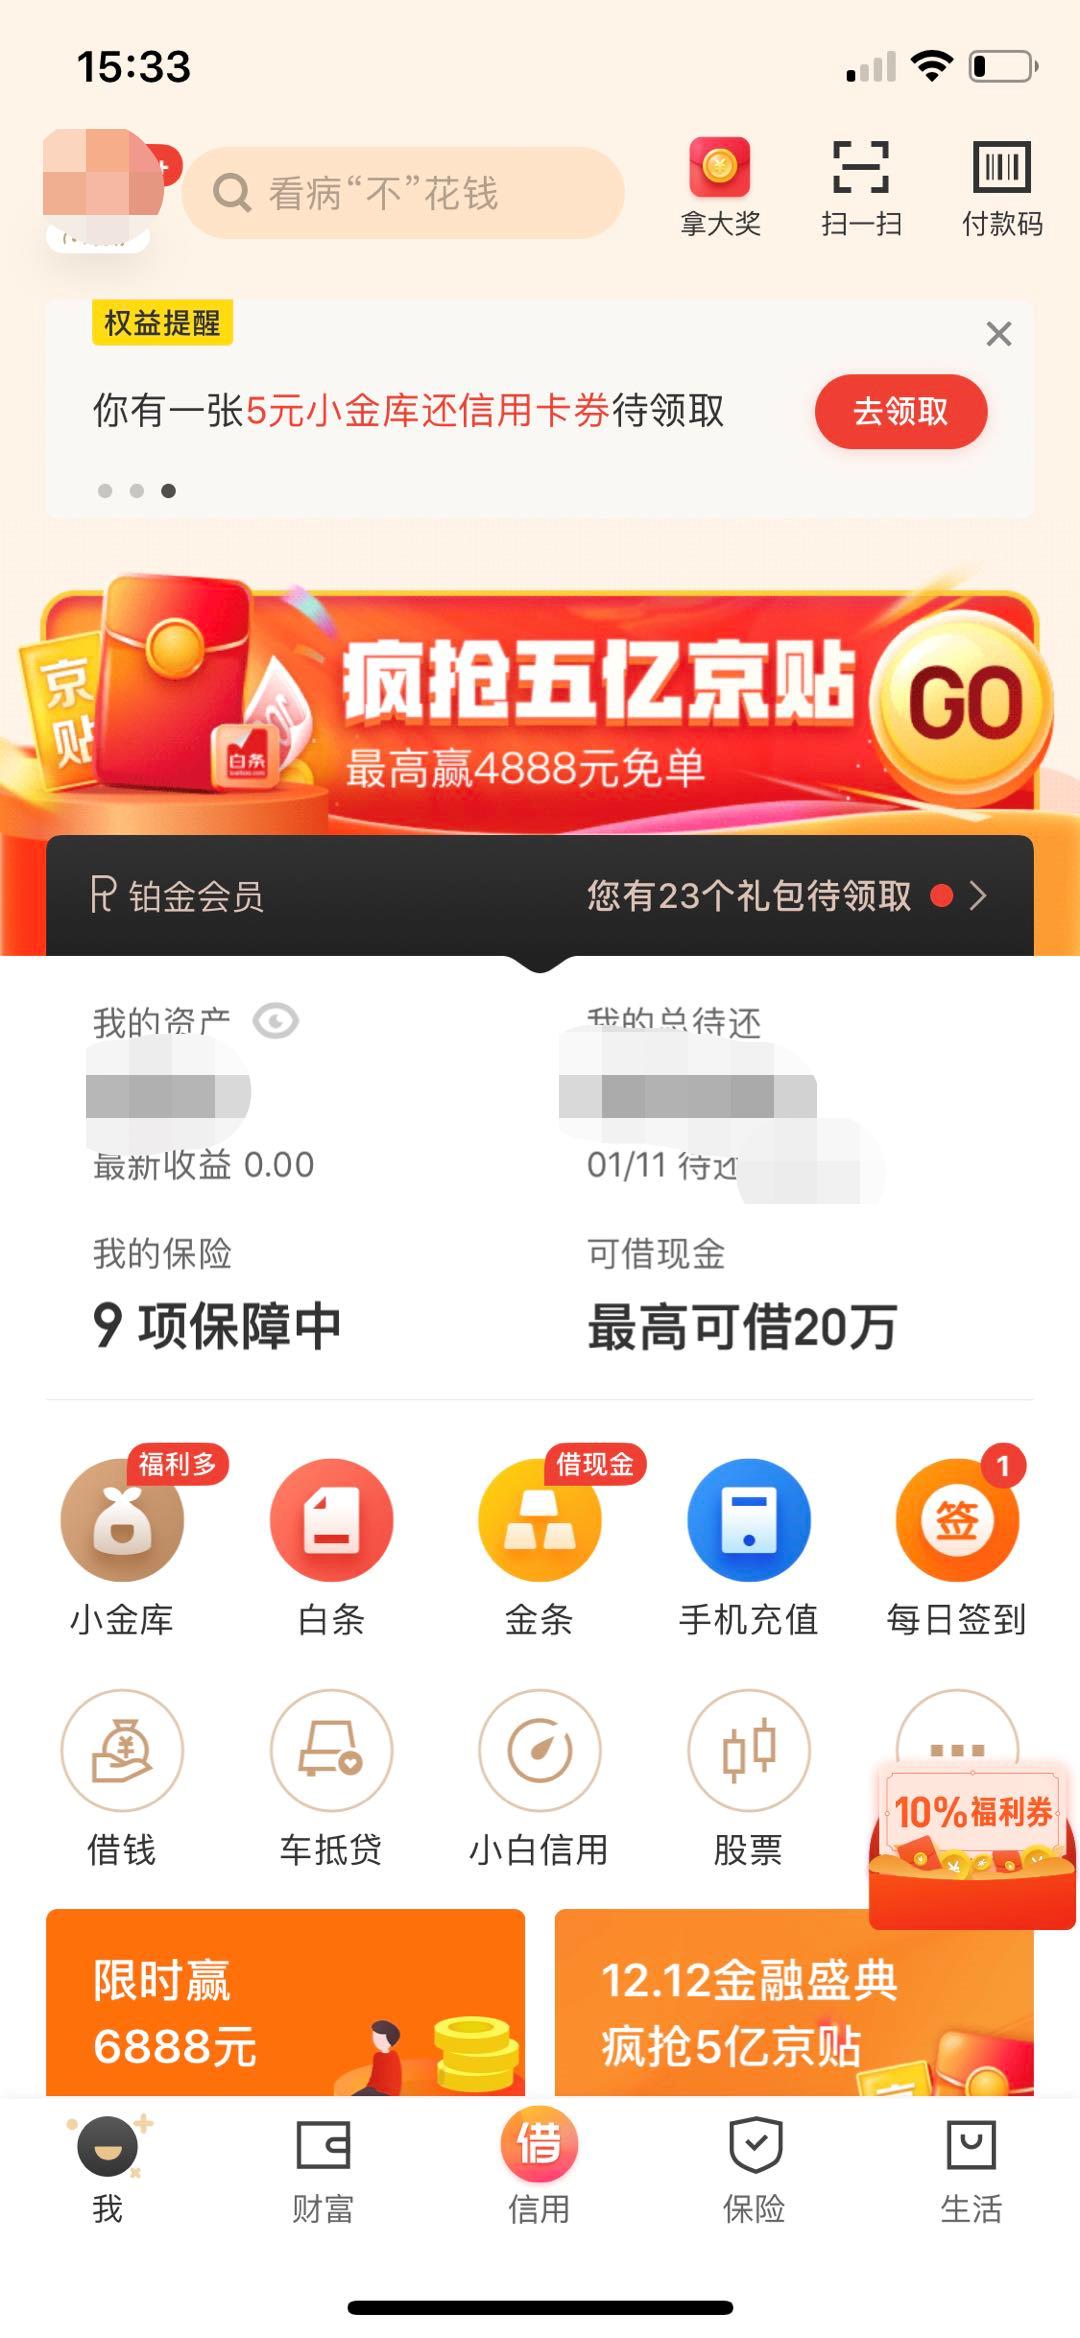 15:33
看病“不”花钱
拿大奖
扫一扫
付款码
权益提醒
你有一张5元小金库还信用卡券待领取
去领取
京贴
白条
疯抢五亿京贴
最高赢4888元免单
GO
铂金会员
您有23个礼包待领取
我的资产
我的总待还
最新收益 0.00
01/11 待还
我的保险
可借现金
9 项保障中
最高可借20万
福利多
借现金
1
签
小金库
白条
金条
手机充值
每日签到
借钱
车抵贷
小白信用
股票
10%福利券
限时赢
6888元
12.12金融盛典
疯抢5亿京贴
借
我
财富
信用
保险
生活